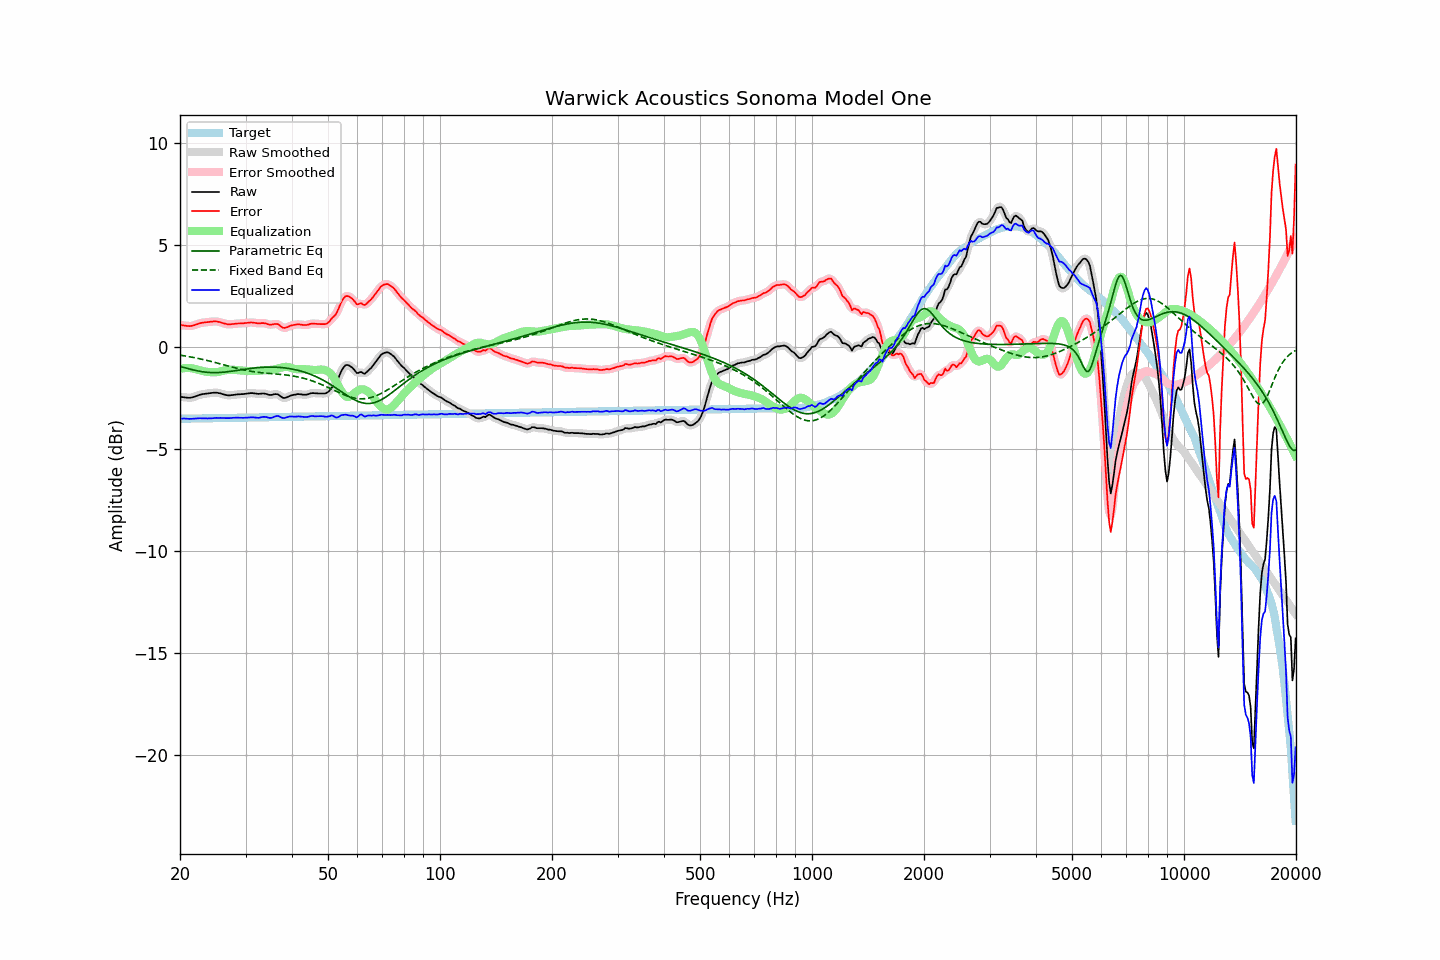 Warwick Acoustics Sonoma Model One
Target
Raw Smoothed
Error Smoothed
Raw
Error
Equalization
Parametric Eq
Fixed Band Eq
Equalized
Amplitude (dBr)
10
5
0
−5
−10
−15
−20
20 50 100 200 500 1000 2000 5000 10000 20000
Frequency (Hz)